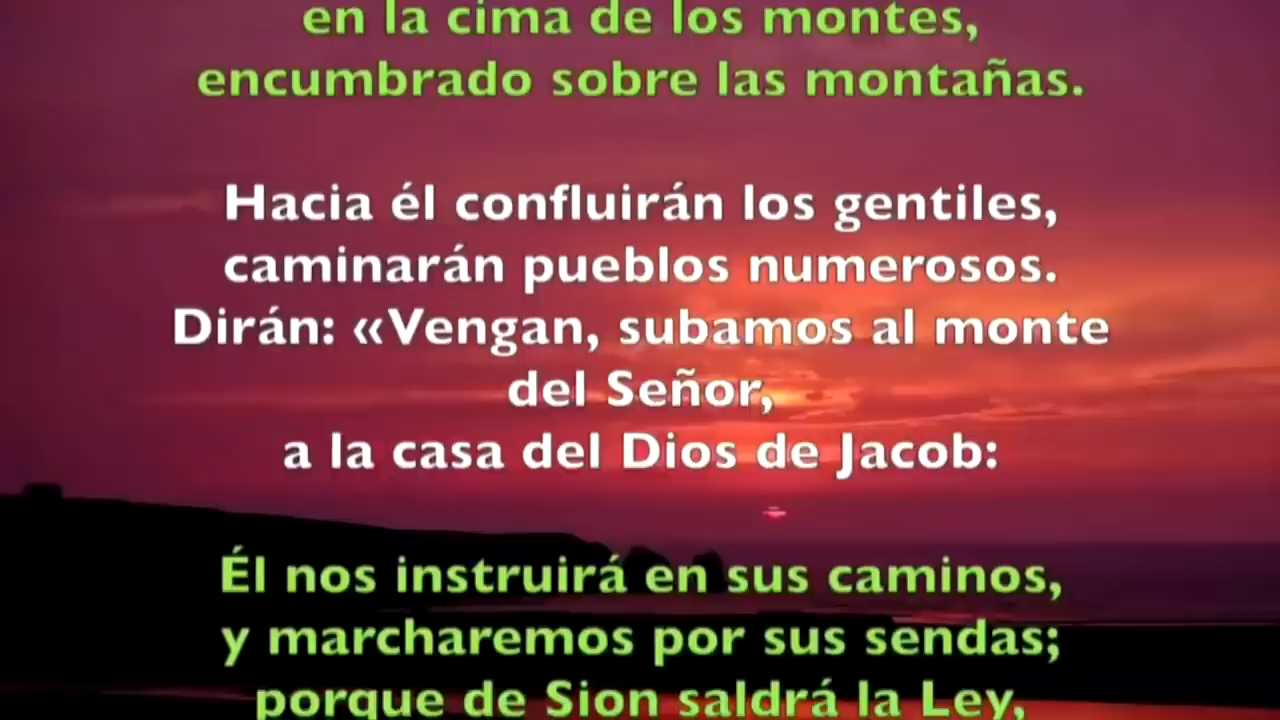 en la cima de los montes,
encumbrado sobre las montañas.
Hacia él confluirán los gentiles,
caminarán pueblos numerosos.
Dirán: «Vengan, subamos al monte
del Señor,
a la casa del Dios de Jacob:
Él nos instruirá en sus caminos,
y marcharemos por sus sendas;
porque de Sion saldrá la Ley,